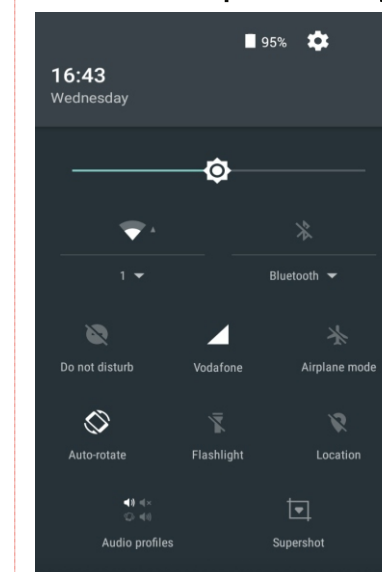 95%
16:43
Wednesday
1 Bluetooth
Do not disturb Vodafone Airplane mode
Auto-rotate Flashlight Location
Audio profiles Supershot